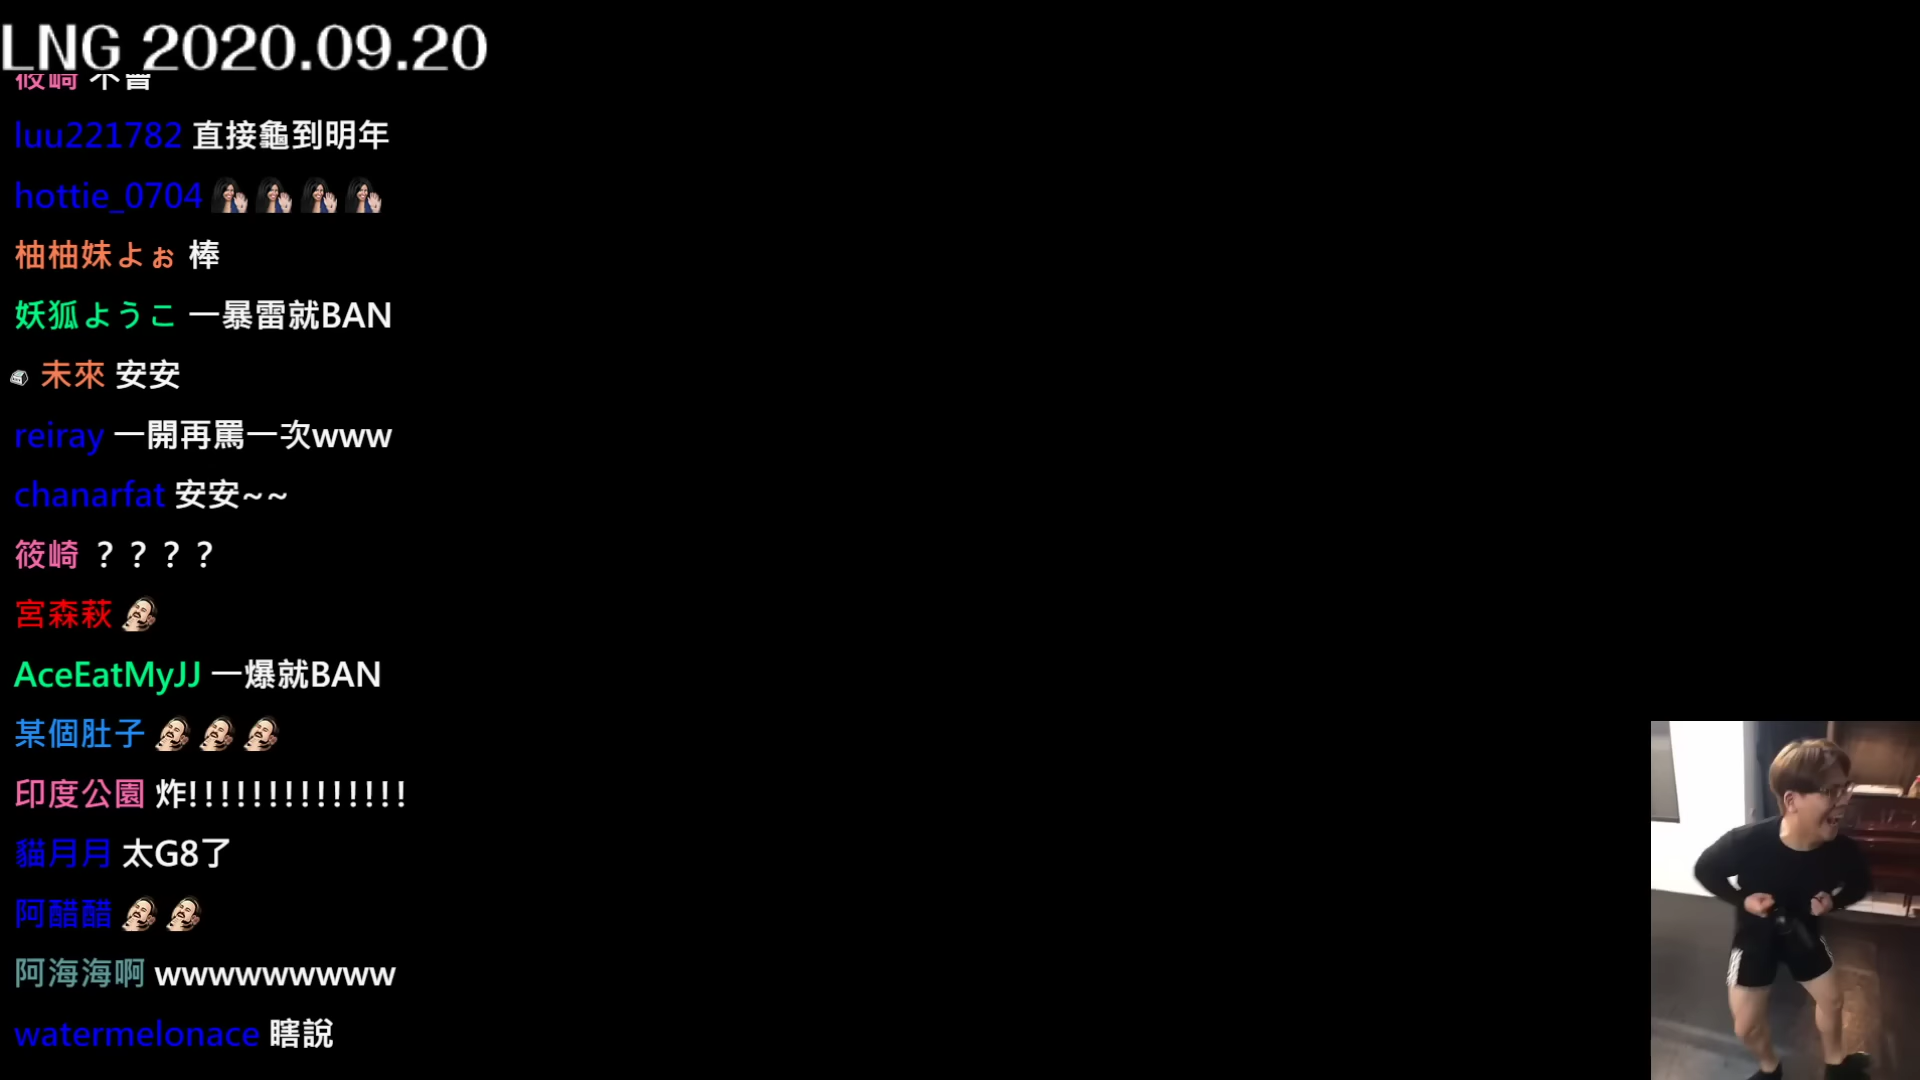 LNG 2020.09.20
筱崎 不會
luu221782 直接龜到明年
hottie_0704
柚柚妹よぉ 棒
妖狐ようこ 一暴雷就BAN
未來 安安
reiray 一開再罵一次www
chanarfat 安安~~
筱崎 ？？？？
宮森萩
AceEatMyJJ 一爆就BAN
某個肚子
印度公園 炸!!!!!!!!!!!!!!
貓月月 太G8了
阿醋醋
阿海海啊 wwwwwwwww
watermelonace 瞎說